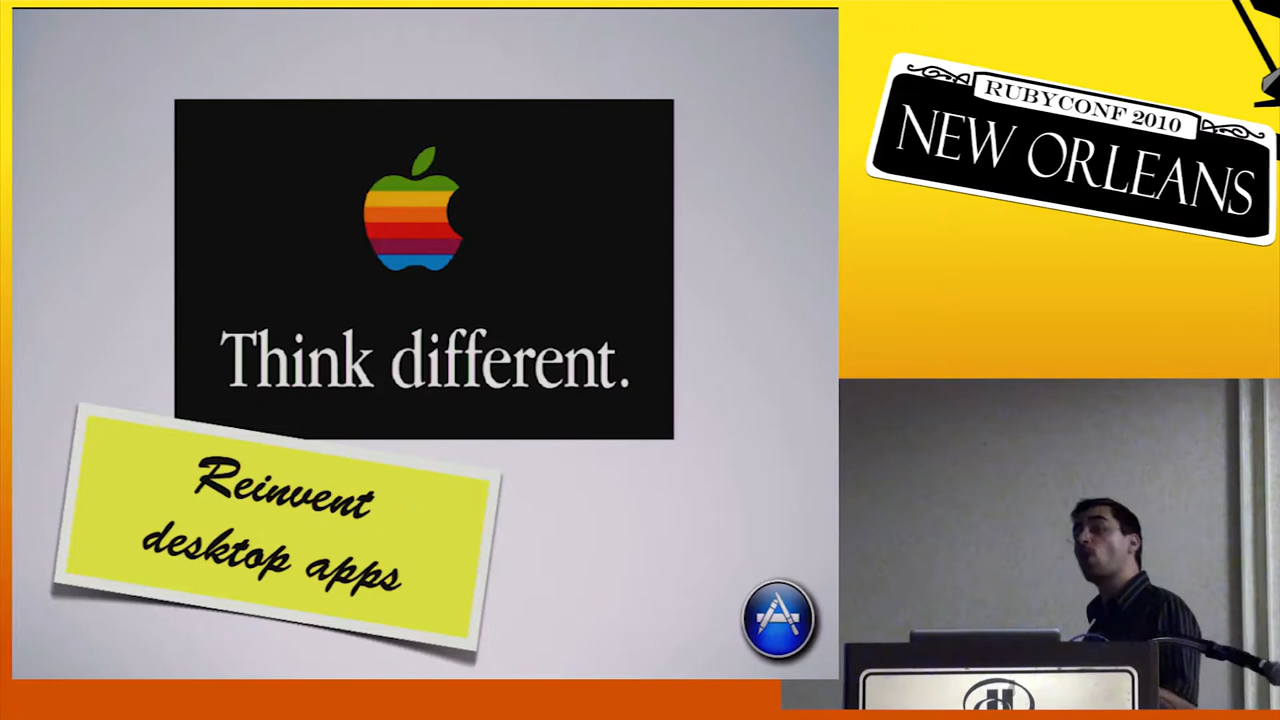 Think different.
Reinvent
desktop apps
RUBYCONF 2010
NEW ORLEANS
H